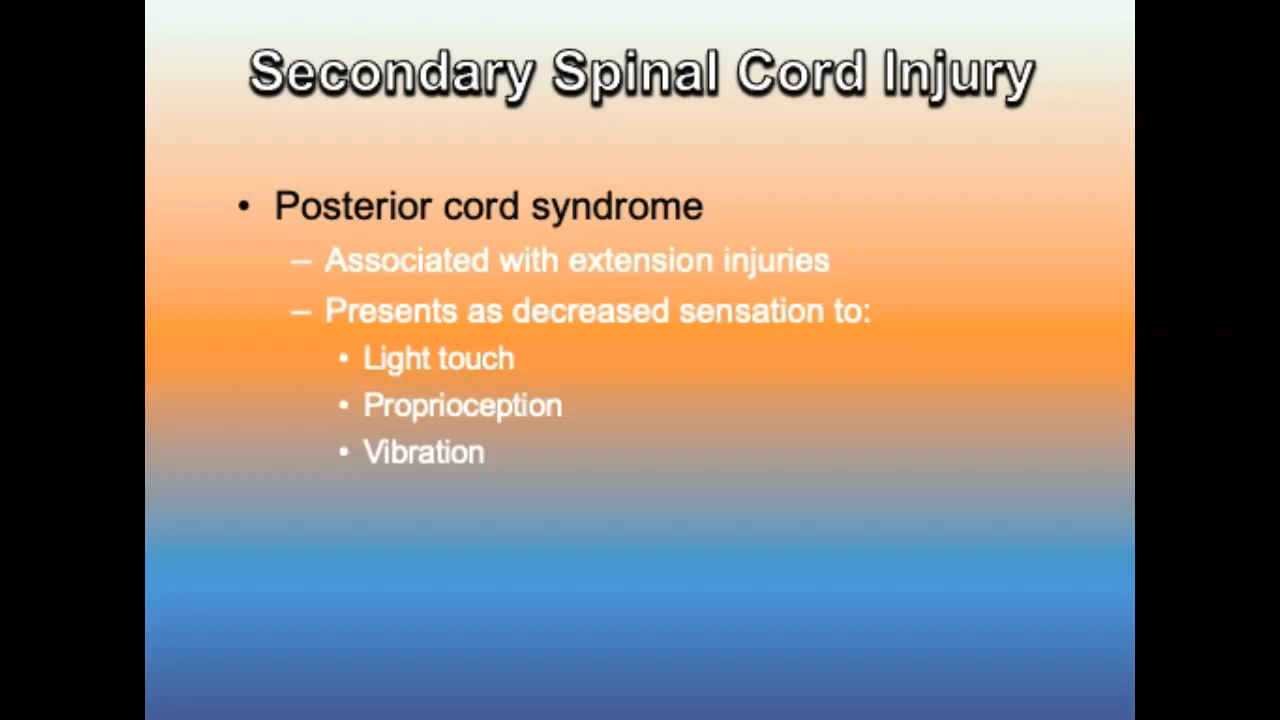 Secondary Spinal Cord Injury
• Posterior cord syndrome
– Associated with extension injuries
– Presents as decreased sensation to:
• Light touch
• Proprioception
• Vibration